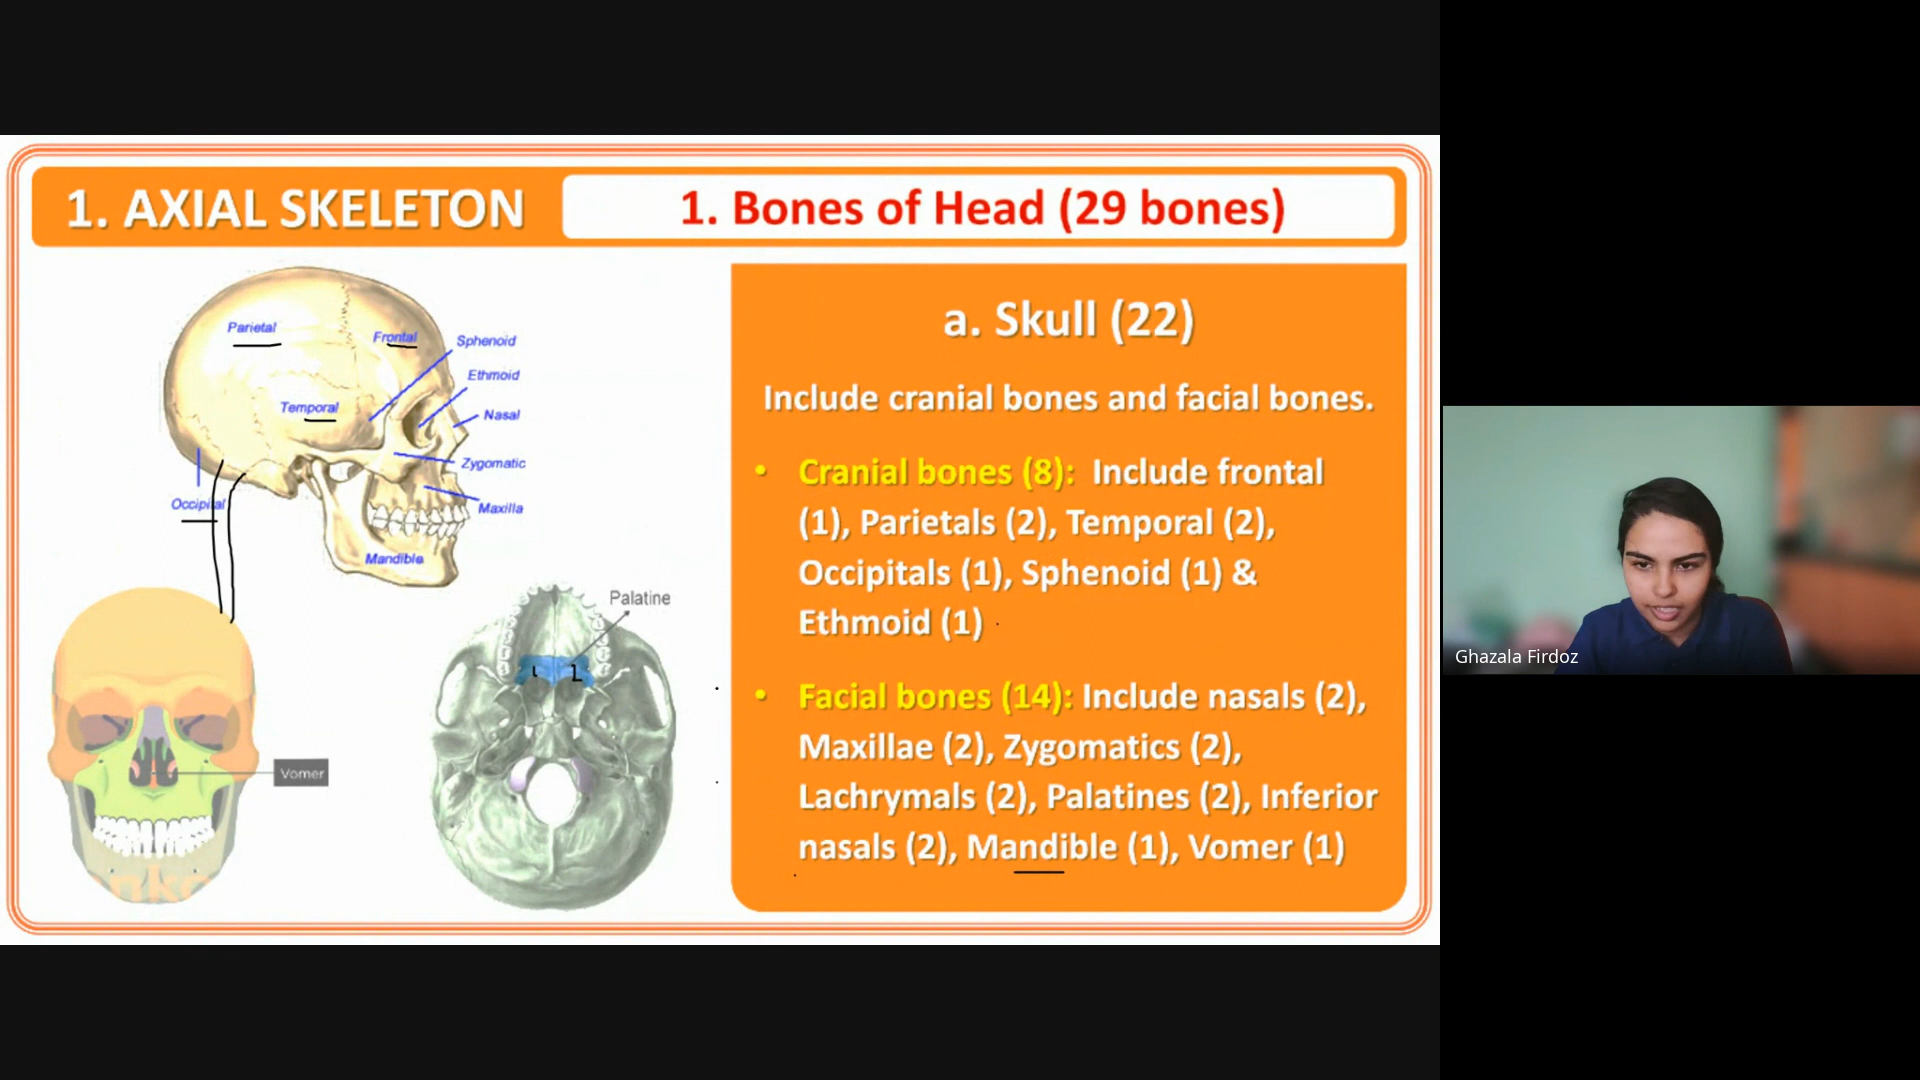 1. AXIAL SKELETON
1. Bones of Head (29 bones)
Parietal
Frontal
Sphenoid
Ethmoid
Temporal
Nasal
Zygomatic
Occipital
Maxilla
Mandible
Palatine
Vomer
a. Skull (22)
Include cranial bones and facial bones.
• Cranial bones (8): Include frontal
(1), Parietals (2), Temporal (2),
Occipitals (1), Sphenoid (1) &
Ethmoid (1)
• Facial bones (14): Include nasals (2),
Maxillae (2), Zygomatics (2),
Lachrymals (2), Palatines (2), Inferior
nasals (2), Mandible (1), Vomer (1)
Ghazala Firdoz